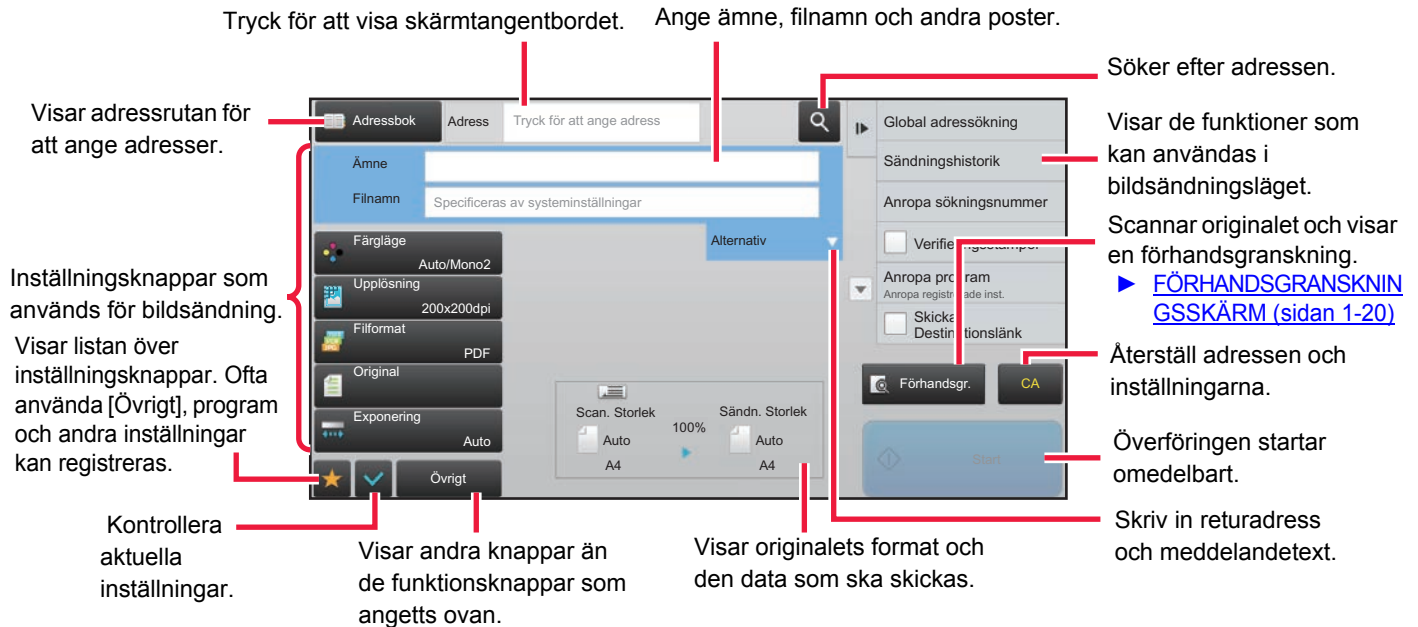 Tryck för att visa skärmtangentbordet.
Ange ämne, filnamn och andra poster.
Söker efter adressen.
Visar adressrutan för
att ange adresser.
Adressbok
Adress
Tryck för att ange adress
Global adressökning
Visar de funktioner som
kan användas i
bildsändningsläget.
Ämne
Sändningshistorik
Filnamn
Specificeras av systeminställningar
Anropa sökningsnummer
Scannar originalet och visar
en förhandsgranskning.
► FÖRHANDSGRANSKNIN
GSSKÄRM (sidan 1-20)
Alternativ
Färgläge
Auto/Mono2
Inställningsknappar som
används för bildsändning.
Upplösning
200x200dpi
Anropa program
Filformat
PDF
Skicka
Visar listan över
inställningsknappar. Ofta
använda [Övrigt], program
och andra inställningar
kan registreras.
Återställ adressen och
inställningarna.
Original
Förhandsgr.
CA
Exponering
Auto
Scan. Storlek
100%
Sändn. Storlek
Auto
Auto
A4
A4
Start
Överföringen startar
omedelbart.
Övrigt
Kontrollera
aktuella
inställningar.
Visar andra knappar än
de funktionsknappar som
angetts ovan.
Visar originalets format och
den data som ska skickas.
Skriv in returadress
och meddelandetext.